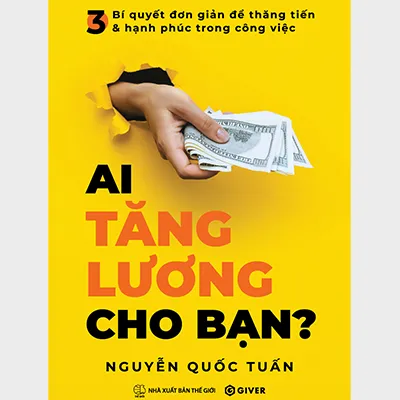 3 Bí quyết đơn giản để thăng tiến
& hạnh phúc trong công việc
AI
TĂNG
LƯƠNG
CHO BẠN?
NGUYỄN QUỐC TUẤN
NHÀ XUẤT BẢN THẾ GIỚI GIVER